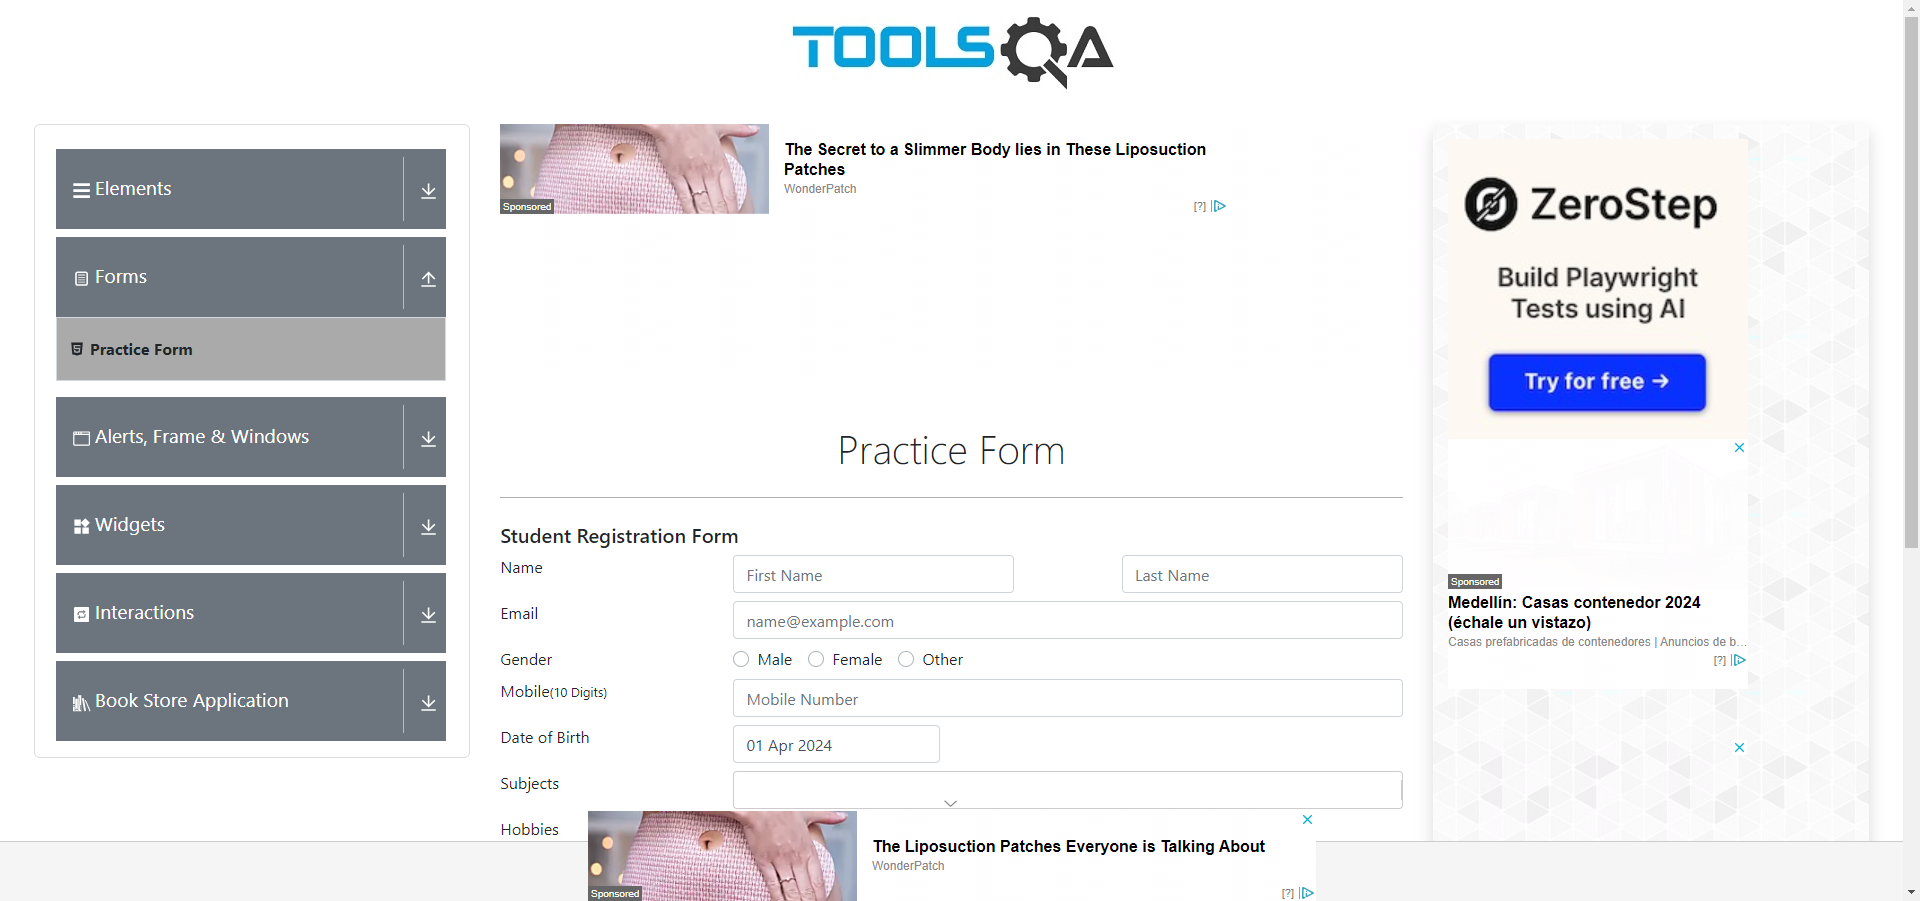 TOOLSQA
Elements
Forms
Practice Form
Alerts, Frame & Windows
Widgets
Interactions
Book Store Application
Sponsored
The Secret to a Slimmer Body lies in These Liposuction
Patches
WonderPatch
[?]
Practice Form
Student Registration Form
Name
First Name
Last Name
Email
name@example.com
Gender
Male
Female
Other
Mobile(10 Digits)
Mobile Number
Date of Birth
01 Apr 2024
Subjects
Hobbies
Sponsored
The Liposuction Patches Everyone is Talking About
WonderPatch
[?]
ZeroStep
Build Playwright
Tests using AI
Try for free →
Sponsored
Medellín: Casas contenedor 2024
(échale un vistazo)
Casas prefabricadas de contenedores | Anuncios de b...
[?]